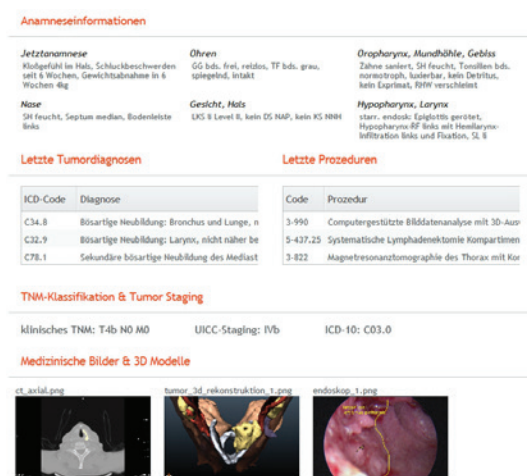 Anamneseinformationen
Jetztanamnese
Kloßgefühl im Hals, Schluckbeschwerden
seit 6 Wochen, Gewichtsabnahme in 6
Wochen 4kg
Ohren
GG bds. frei, reizlos, TF bds. grau,
spiegelnd, intakt
Oropharynx, Mundhöhle, Gebiss
Zähne saniert, SH feucht, Tonsillen bds.
normotroph, luxierbar, kein Detritus,
kein Exprimat, RHW verschleimt
Nase
SH feucht, Septum median, Bodenleiste
links
Gesicht, Hals
LKS li Level II, kein DS NAP, kein KS NNH
Hypopharynx, Larynx
starr. endosk: Epiglottis gerötet,
Hypopharynx-RF links mit Hemilarynx-
Infiltration links und Fixation, SL li
Letzte Tumordiagnosen
ICD-Code Diagnose
C34.8 Bösartige Neubildung: Bronchus und Lunge, n
C32.9 Bösartige Neubildung: Larynx, nicht näher be
C78.1 Sekundäre bösartige Neubildung des Mediast
Letzte Prozeduren
Code Prozedur
3-990 Computergestützte Bilddatenanalyse mit 3D-Ausw
5-437.25 Systematische Lymphadenektomie Kompartimen
3-822 Magnetresonanztomographie des Thorax mit Kon
TNM-Klassifikation & Tumor Staging
klinisches TNM: T4b N0 M0 UICC-Staging: IVb ICD-10: C03.0
Medizinische Bilder & 3D Modelle
ct_axial.png tumor_3d_rekonstruktion_1.png endoskop_1.png